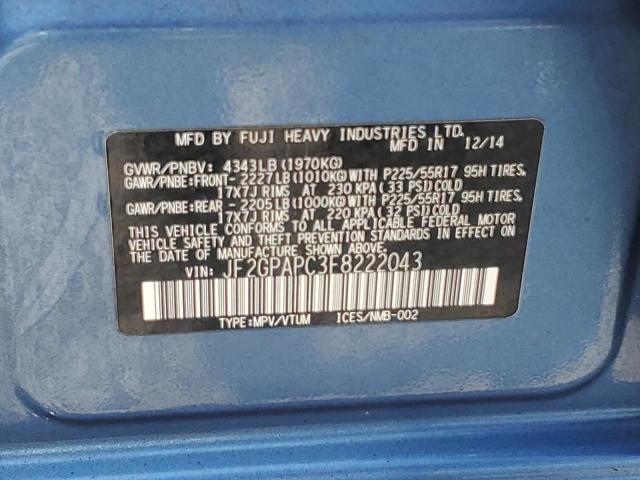 MFD BY FUJI HEAVY INDUSTRIES LTD.
MFD IN 12/14
GVWR/PNBV: 4343LB (1970KG)
GAWR/PNBE:FRONT- 2227LB (1010KG) WITH P225/55R17 95H TIRES,
17X7J RIMS AT 230 KPA (33 PSI) COLD
GAWR/PNBE:REAR - 2205LB (1000KG) WITH P225/55R17 95H TIRES,
17X7J RIMS AT 220 KPA (32 PSI) COLD
THIS VEHICLE CONFORMS TO ALL APPLICABLE FEDERAL MOTOR
VEHICLE SAFETY AND THEFT PREVENTION STANDARDS IN EFFECT ON
THE DATE OF MANUFACTURE SHOWN ABOVE.
VIN: JF2GPAPC3F8222043
TYPE:MPV/VTUM ICES/NMB-002